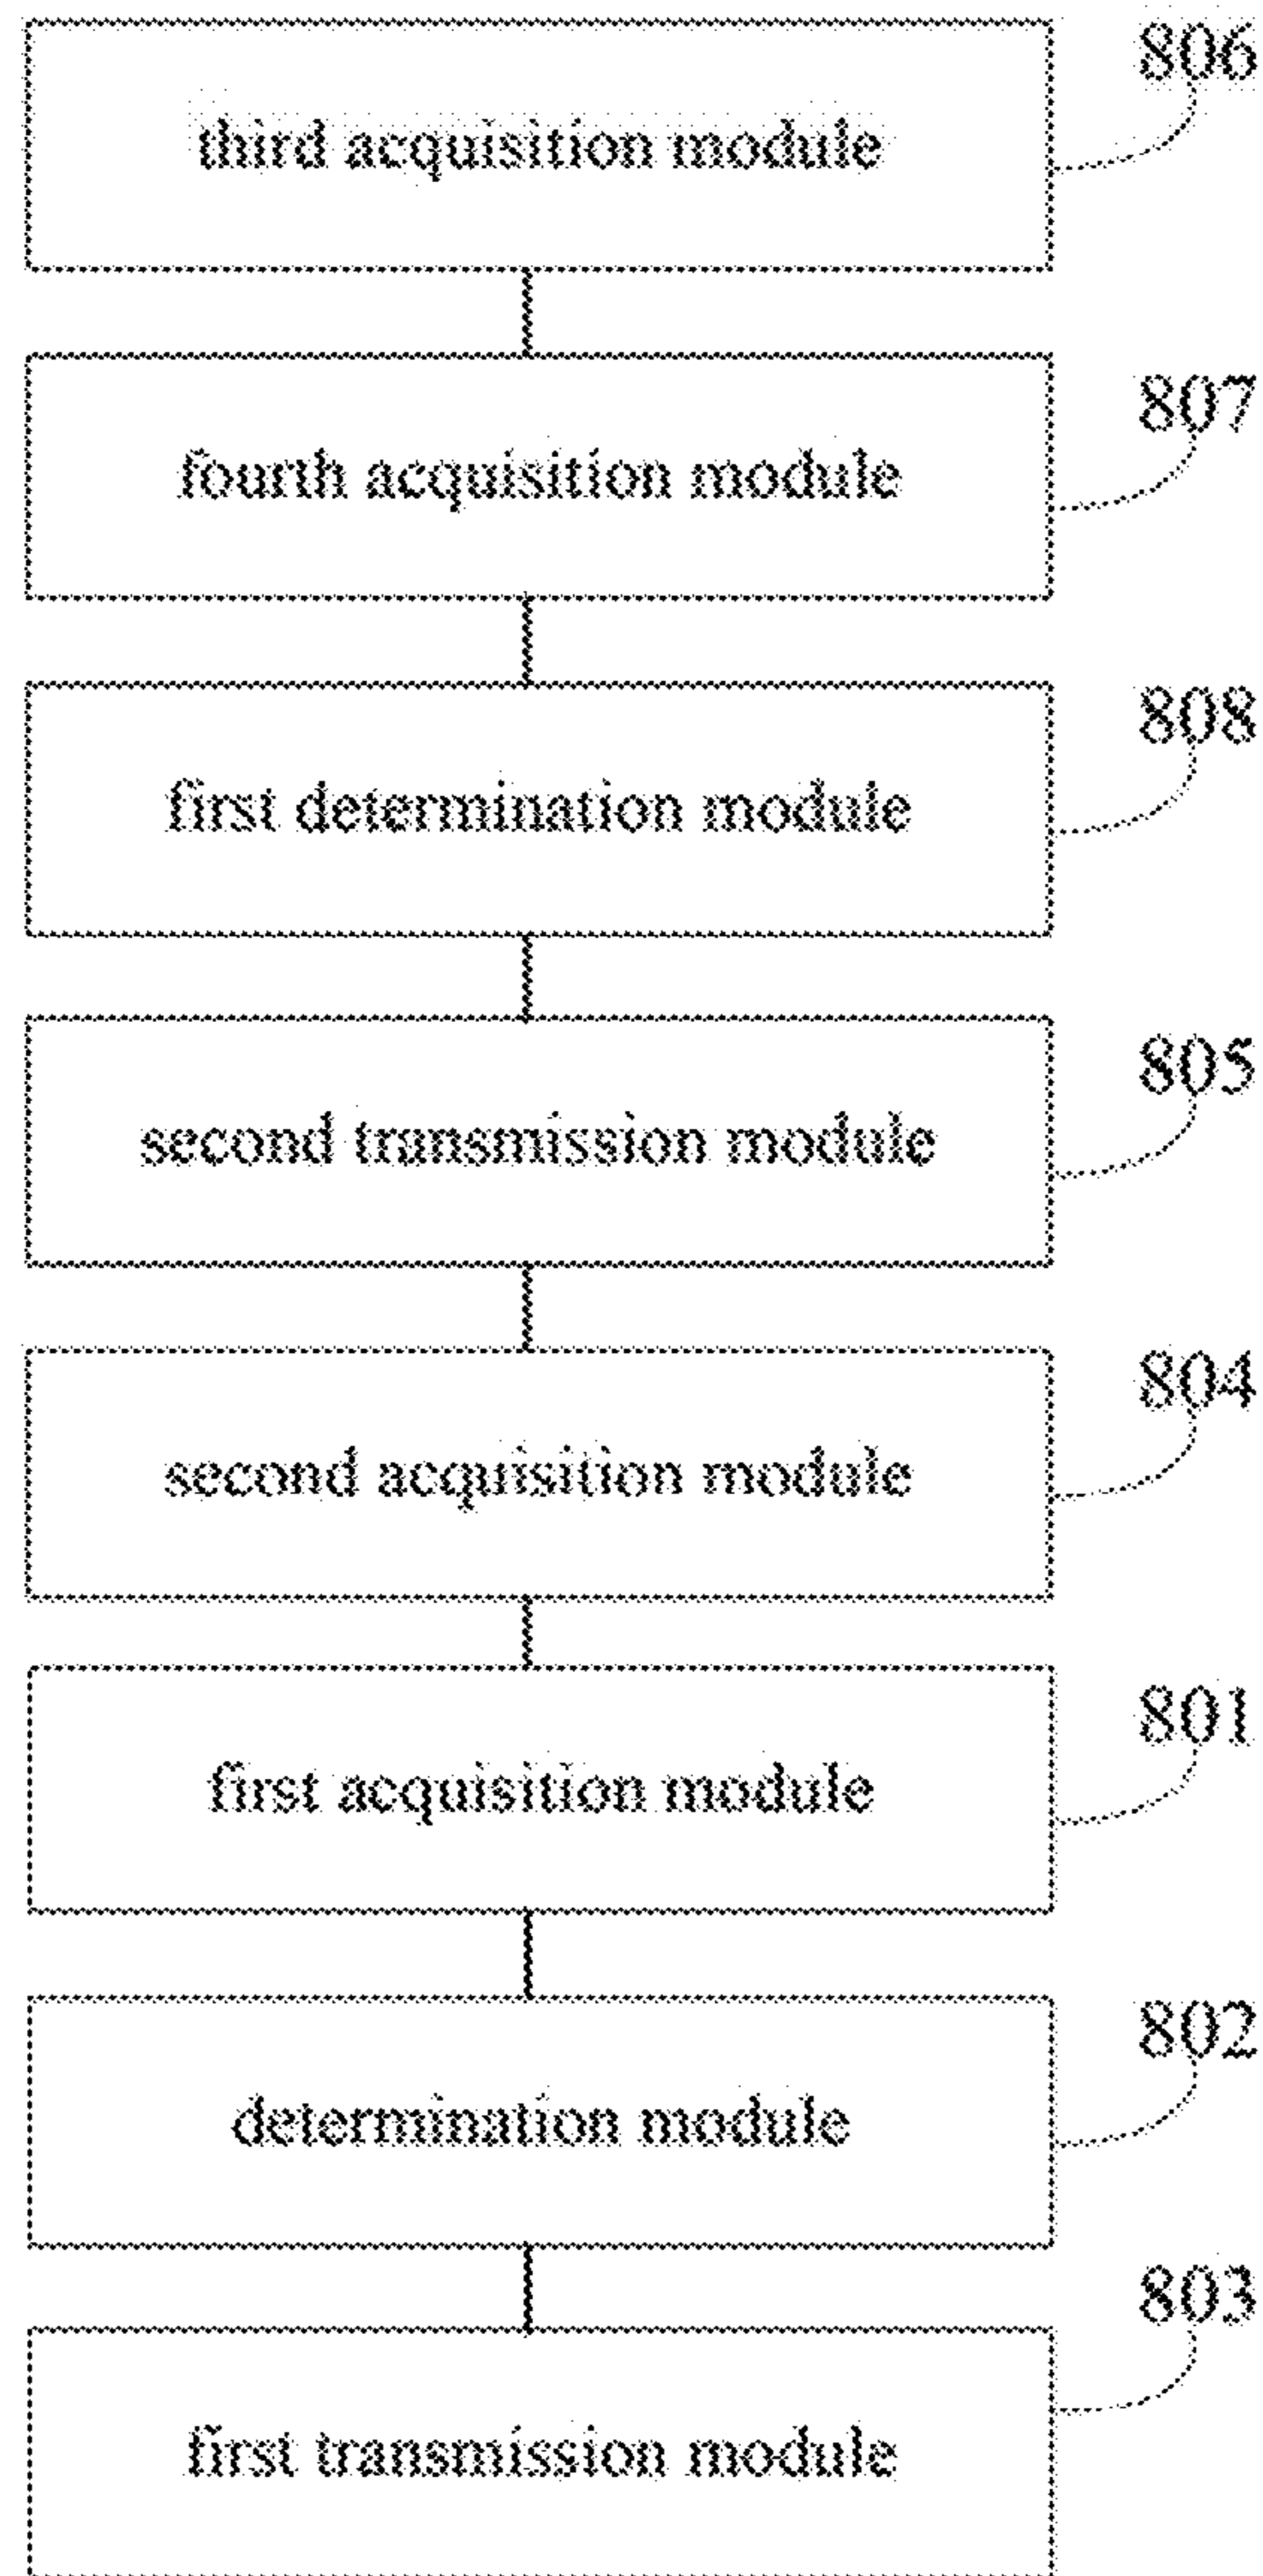 806
third acquisition module
807
fourth acquisition module
808
first determination module
805
second transmission module
804
second acquisition module
801
first acquisition module
802
determination module
803
first transmission module